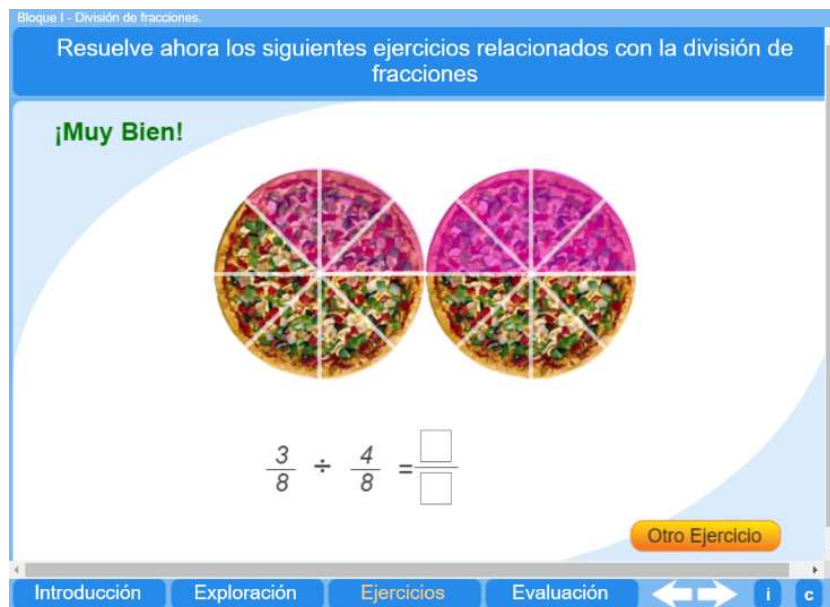 Bloque I - División de fracciones.
Resuelve ahora los siguientes ejercicios relacionados con la división de
fracciones
¡Muy Bien!
3/8 ÷ 4/8 =
Otro Ejercicio
Introducción Exploración Ejercicios Evaluación i c